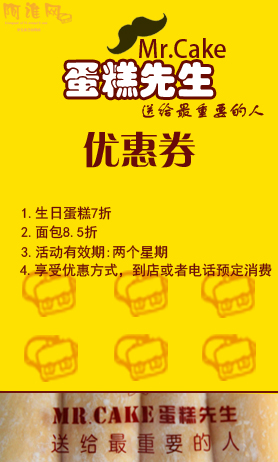 Mr.Cake
蛋糕先生
送给最重要的人
优惠券
1.生日蛋糕7折
2.面包8.5折
3.活动有效期:两个星期
4.享受优惠方式，到店或者电话预定消费
MR.CAKE 蛋糕先生
送给最重要的人